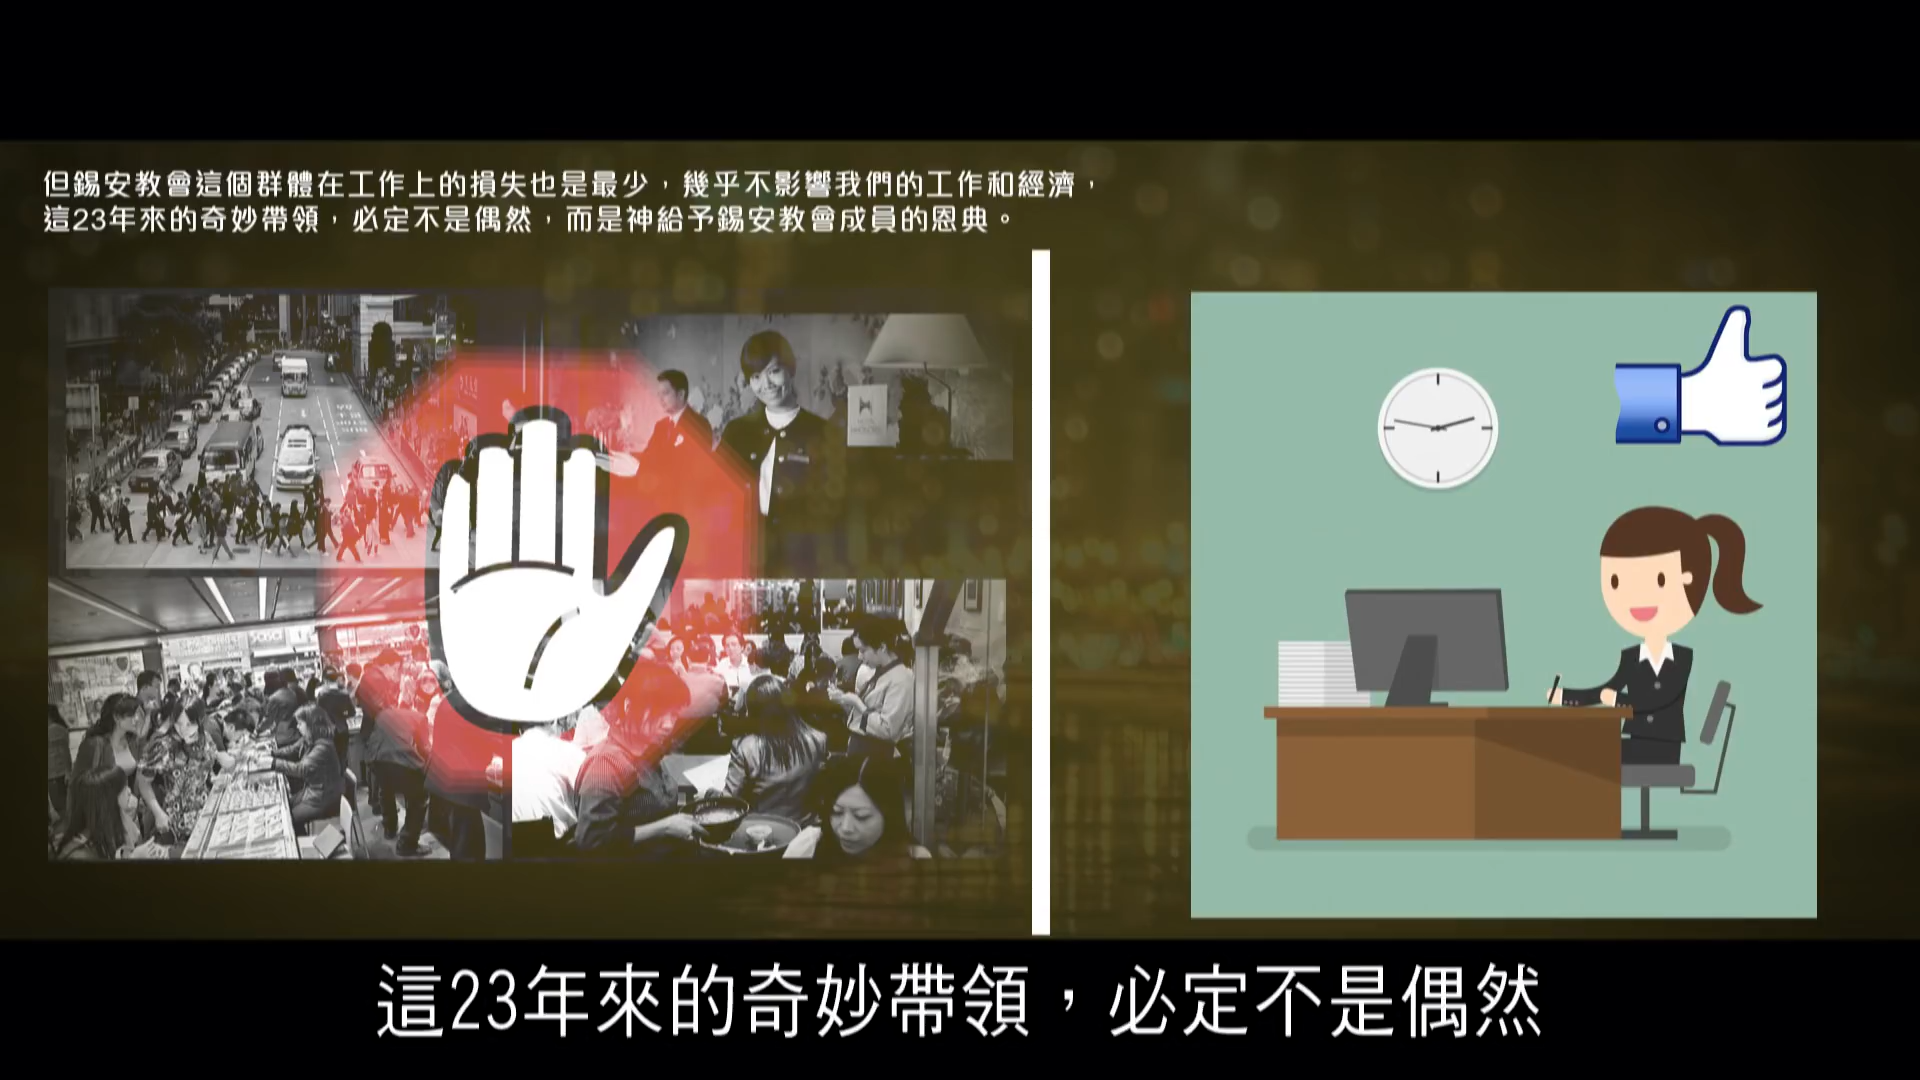 但錫安教會這個群體在工作上的損失也是最少，幾乎不影響我們的工作和經濟，
這23年來的奇妙帶領，必定不是偶然，而是神給予錫安教會成員的恩典。
sasa
這23年來的奇妙帶領，必定不是偶然